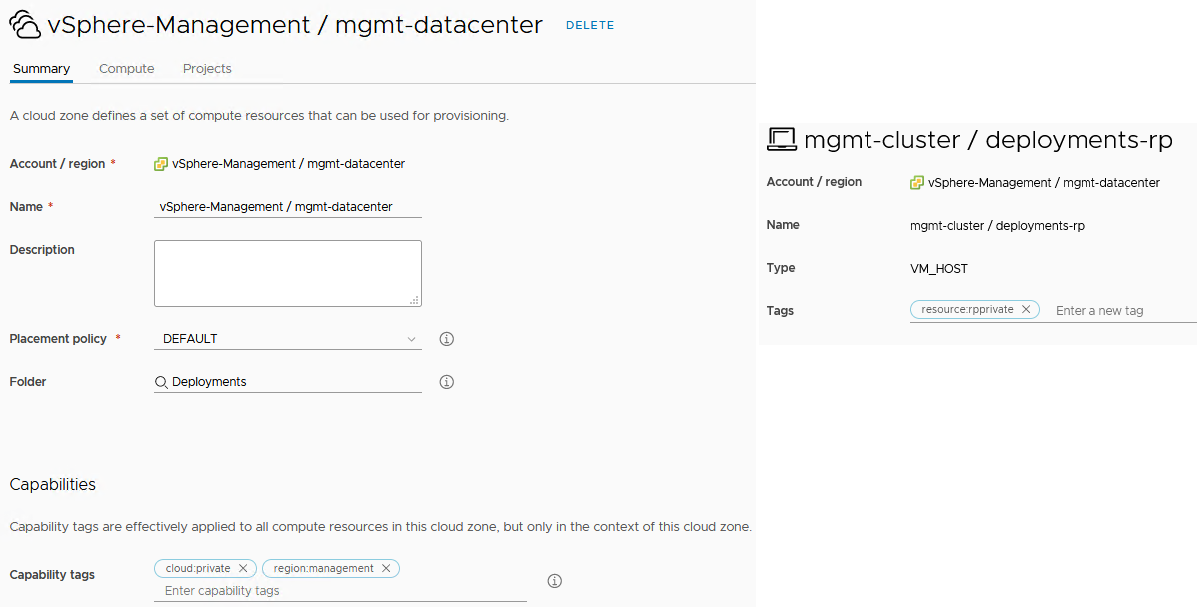 vSphere-Management / mgmt-datacenter DELETE
Summary Compute Projects
A cloud zone defines a set of compute resources that can be used for provisioning.
Account / region * vSphere-Management / mgmt-datacenter
Name * vSphere-Management / mgmt-datacenter
Description
Placement policy * DEFAULT
Folder Deployments
Capabilities
Capability tags are effectively applied to all compute resources in this cloud zone, but only in the context of this cloud zone.
Capability tags cloud:private region:management
Enter capability tags
mgmt-cluster / deployments-rp
Account / region vSphere-Management / mgmt-datacenter
Name mgmt-cluster / deployments-rp
Type VM_HOST
Tags resource:rpprivate Enter a new tag